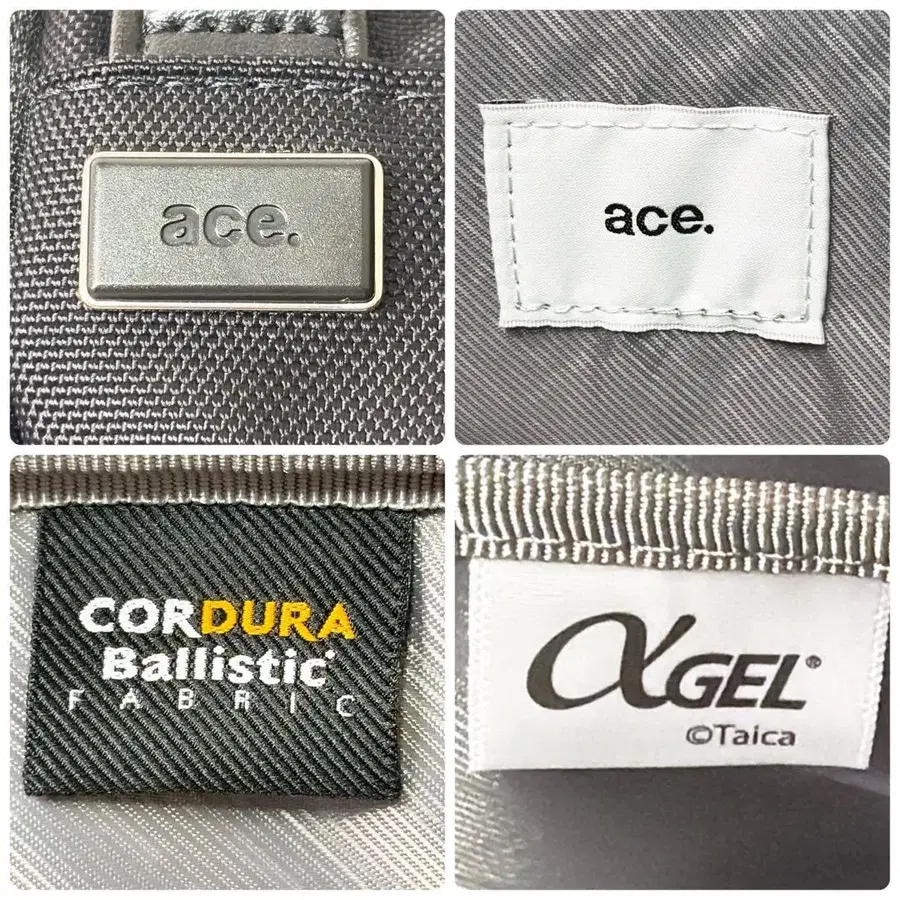 ace.
ace.
CORDURA
Ballistic®
FABRIC
αGEL®
©Taica